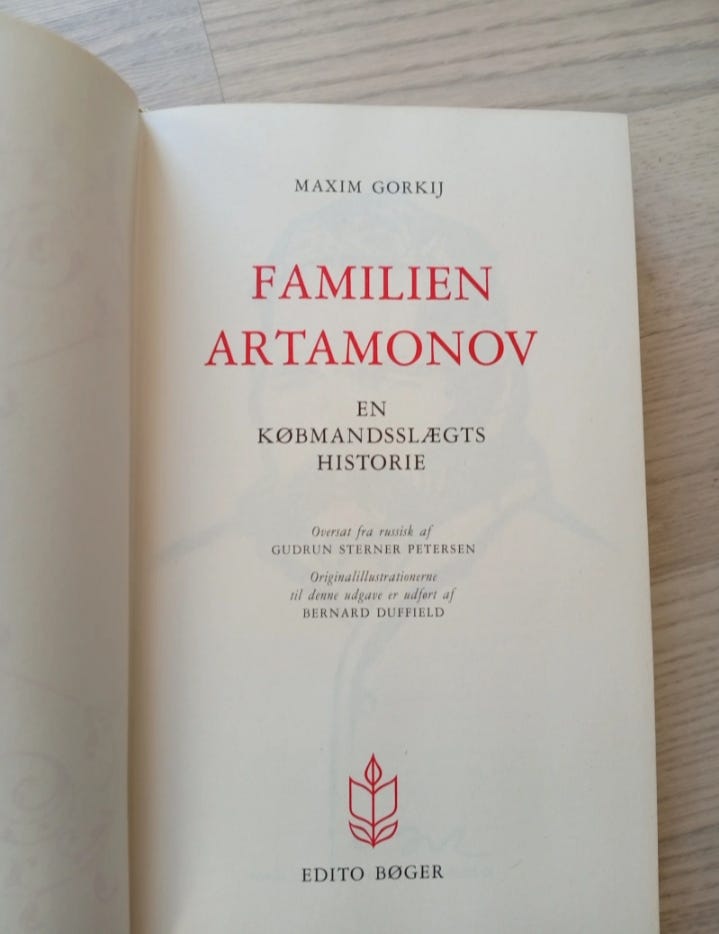 MAXIM GORKIJ
FAMILIEN
ARTAMONOV
EN
KØBMANDSSLÆGTS
HISTORIE
Oversat fra russisk af
GUDRUN STERNER PETERSEN
Originalillustrationerne
til denne udgave er udført af
BERNARD DUFFIELD
EDITO BØGER